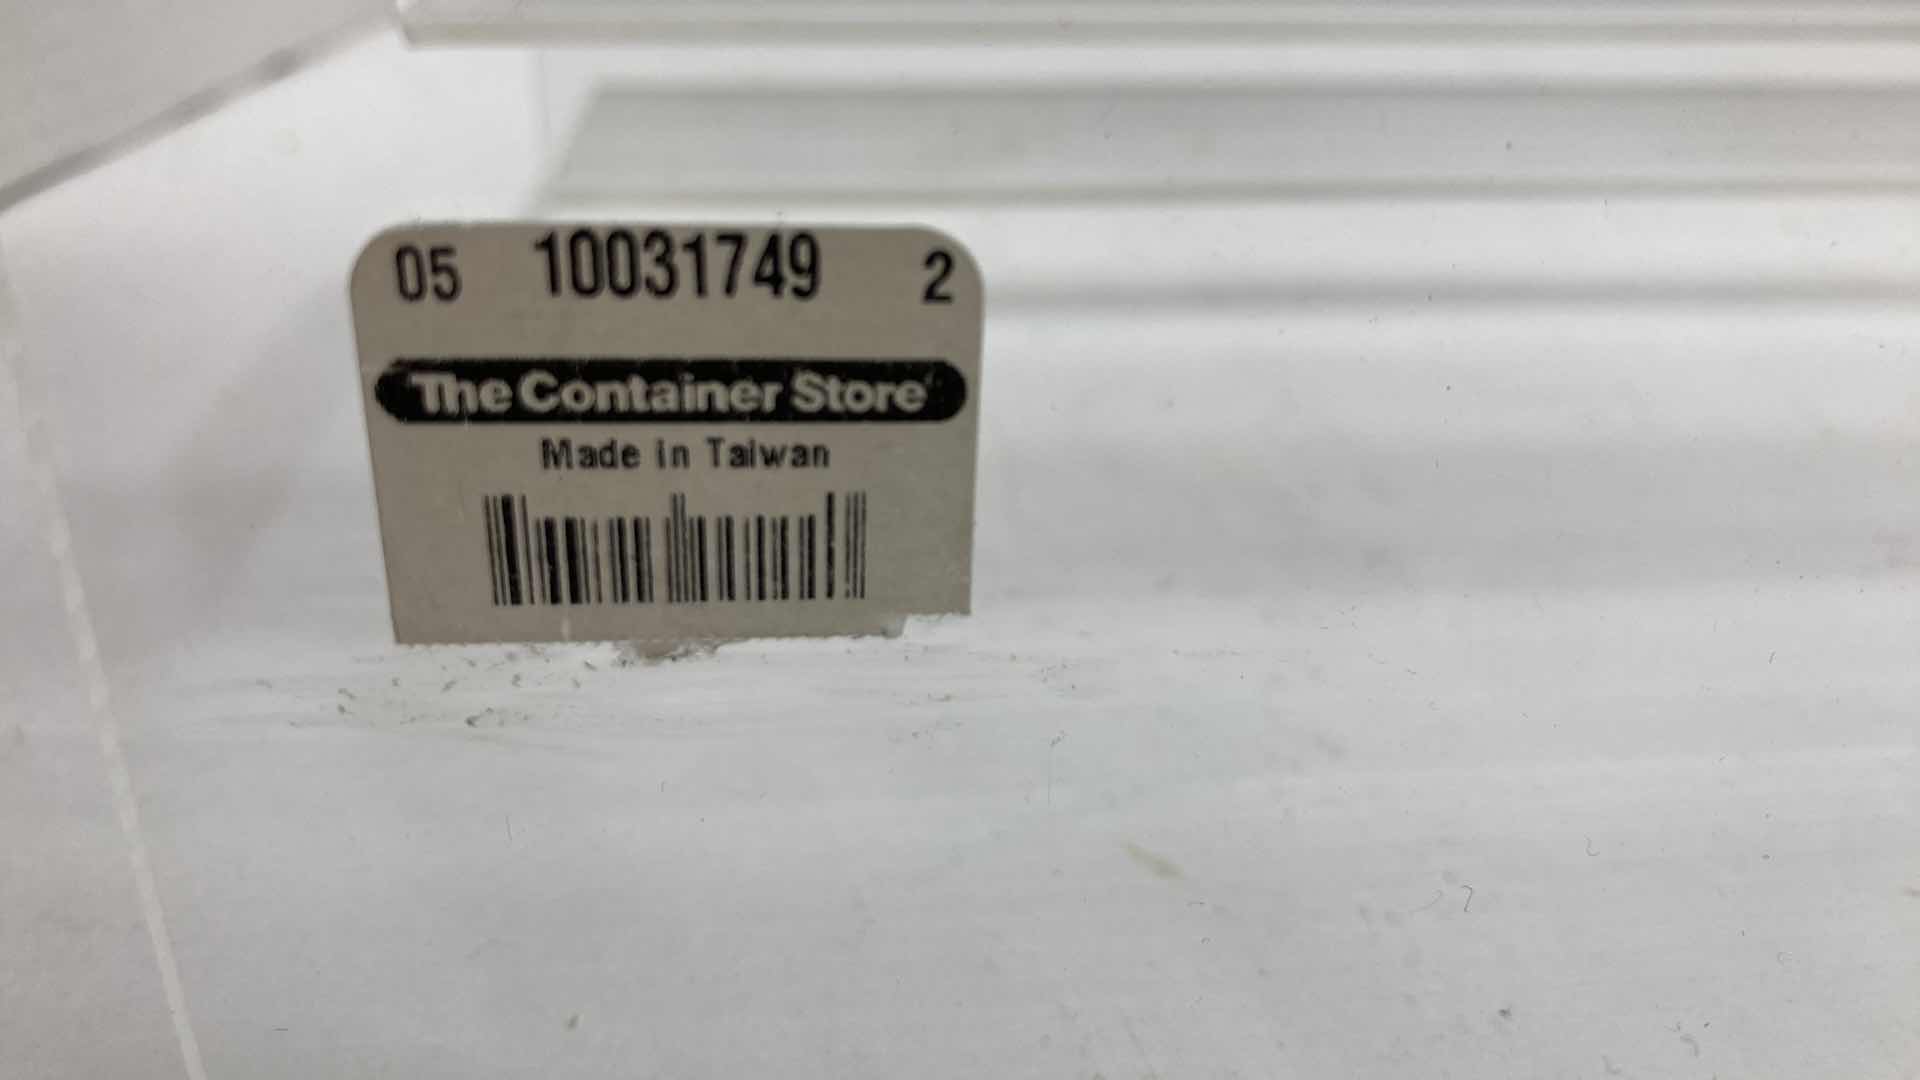 05 10031749 2
The Container Store
Made in Taiwan